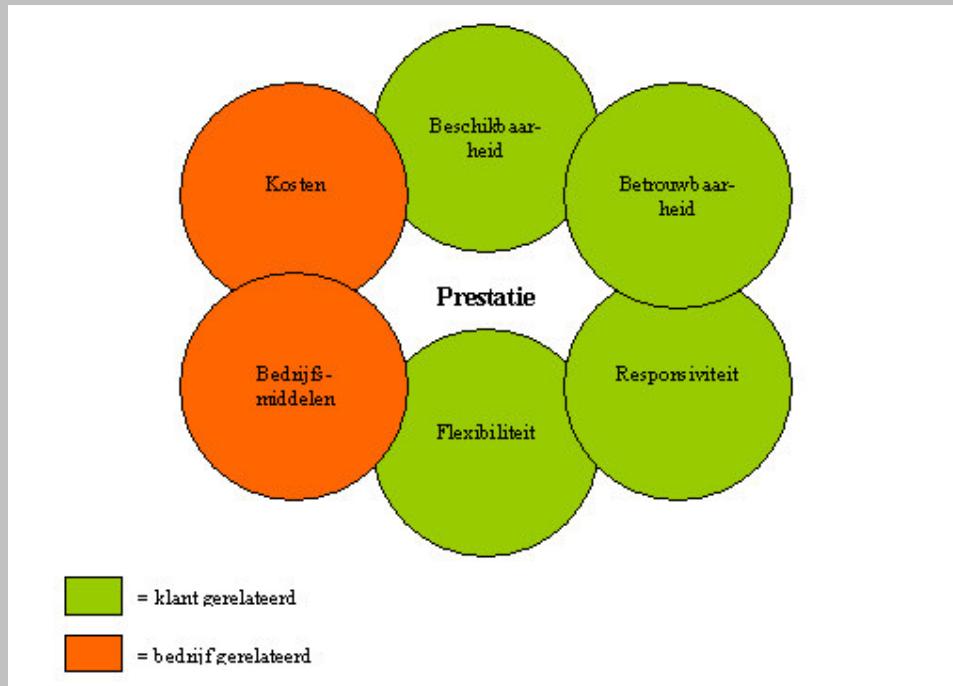 Beschikbaar-
heid
Kosten
Betrouwbaar-
heid
Prestatie
Bedrijfs-
middelen
Responsiviteit
Flexibiliteit
= klant gerelateerd
= bedrijf gerelateerd